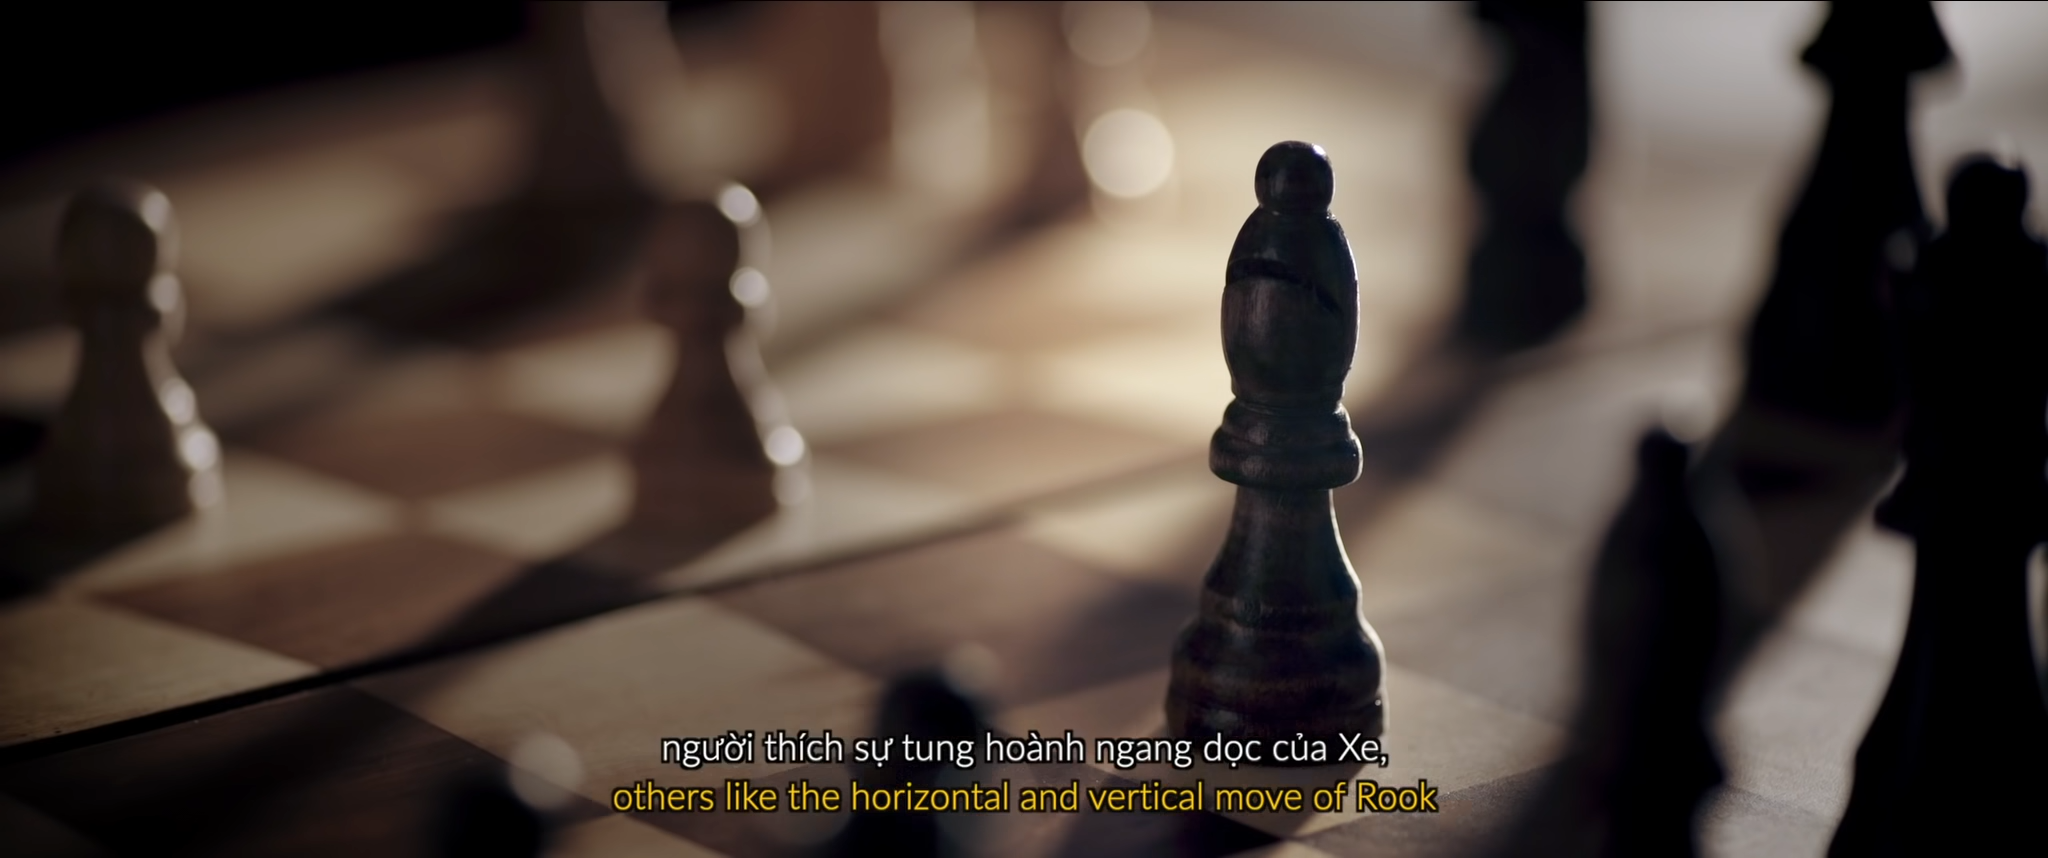 người thích sự tung hoành ngang dọc của Xe,
others like the horizontal and vertical move of Rook